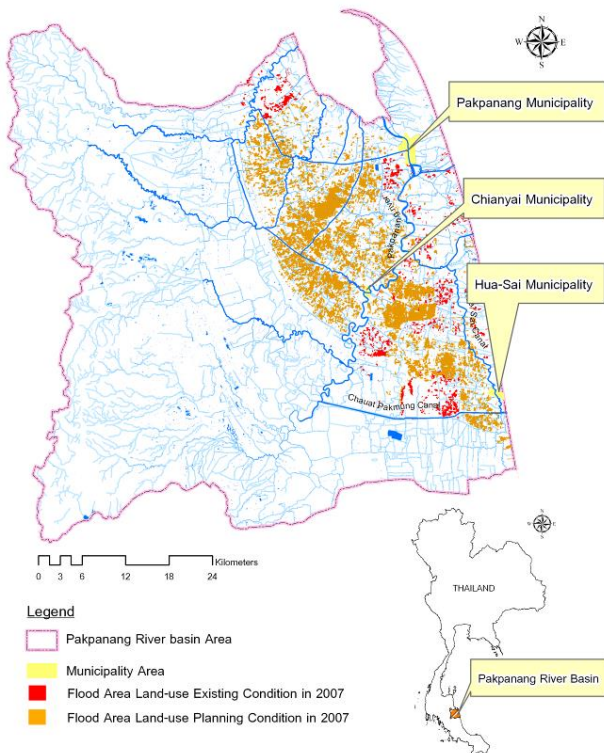 N
W E
S
Pakpanang Municipality
Chianyai Municipality
Pakpanang river
Hua-Sai Municipality
Chauat Pakmung Canal
Kilometers
0 3 6 12 18 24
N
W E
S
THAILAND
Legend
Pakpanang River basin Area
Municipality Area
Pakpanang River Basin
Flood Area Land-use Existing Condition in 2007
Flood Area Land-use Planning Condition in 2007